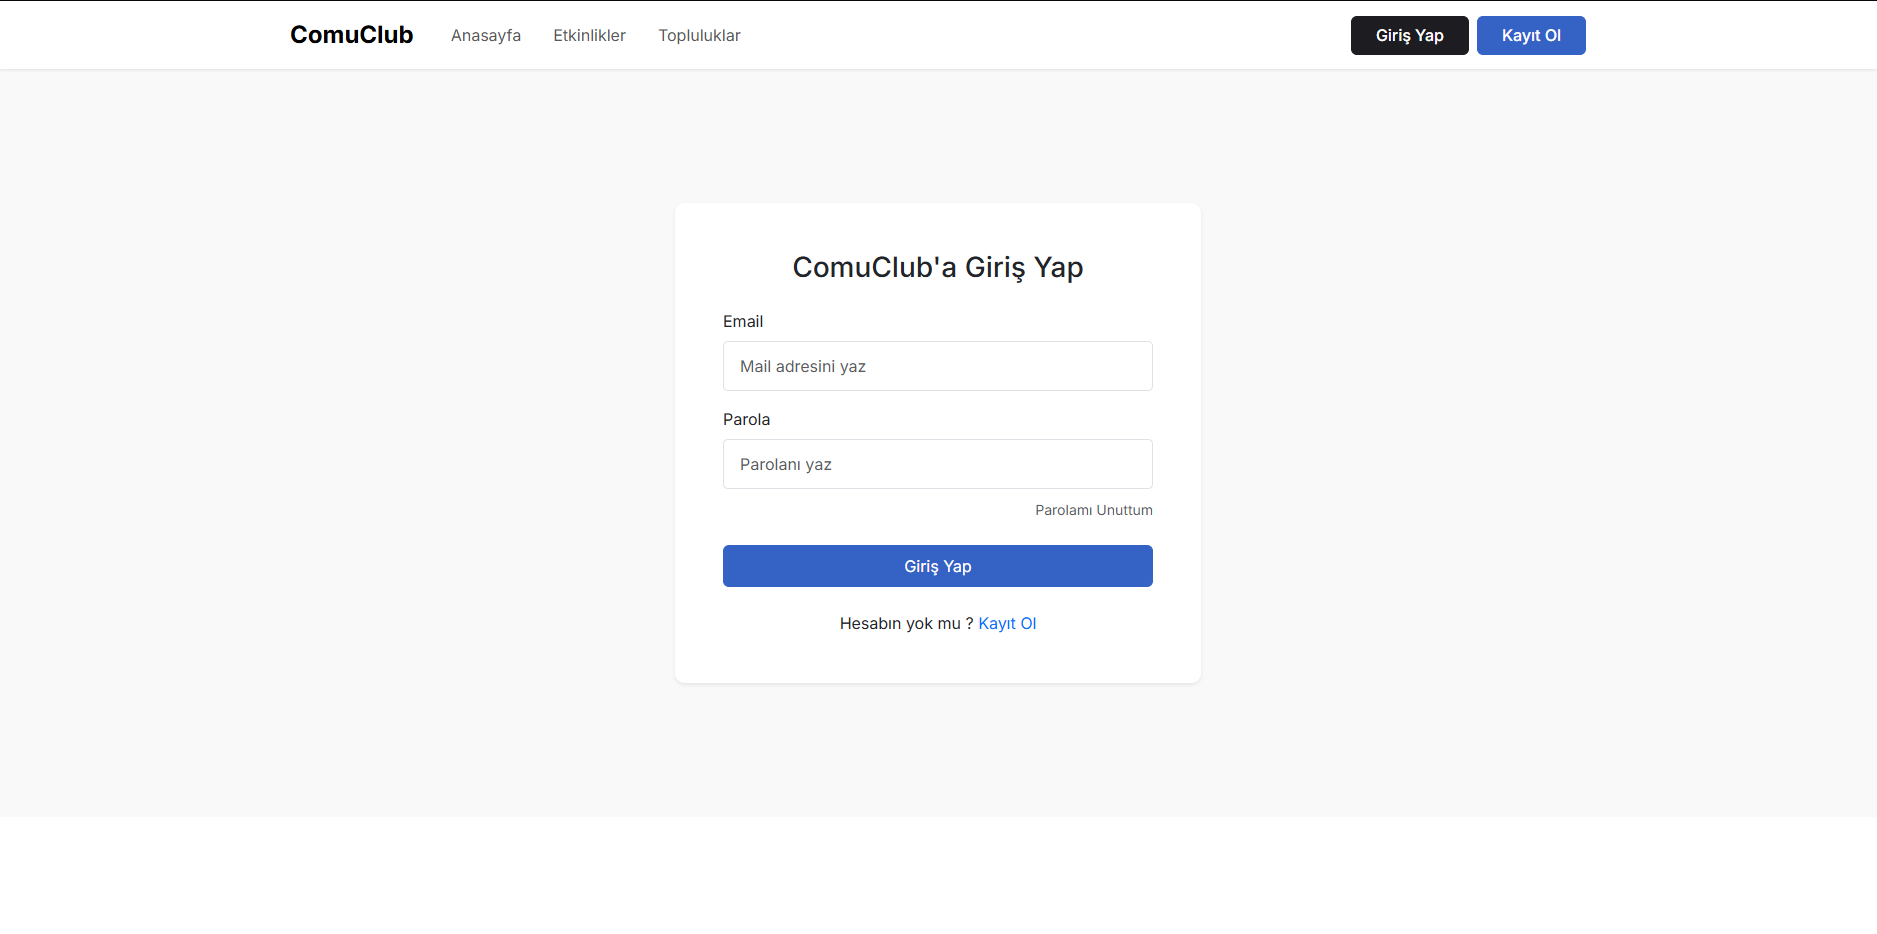 ComuClub Anasayfa Etkinlikler Topluluklar Giriş Yap Kayıt Ol
ComuClub'a Giriş Yap
Email
Mail adresini yaz
Parola
Parolanı yaz
Parolamı Unuttum
Giriş Yap
Hesabın yok mu ? Kayıt Ol